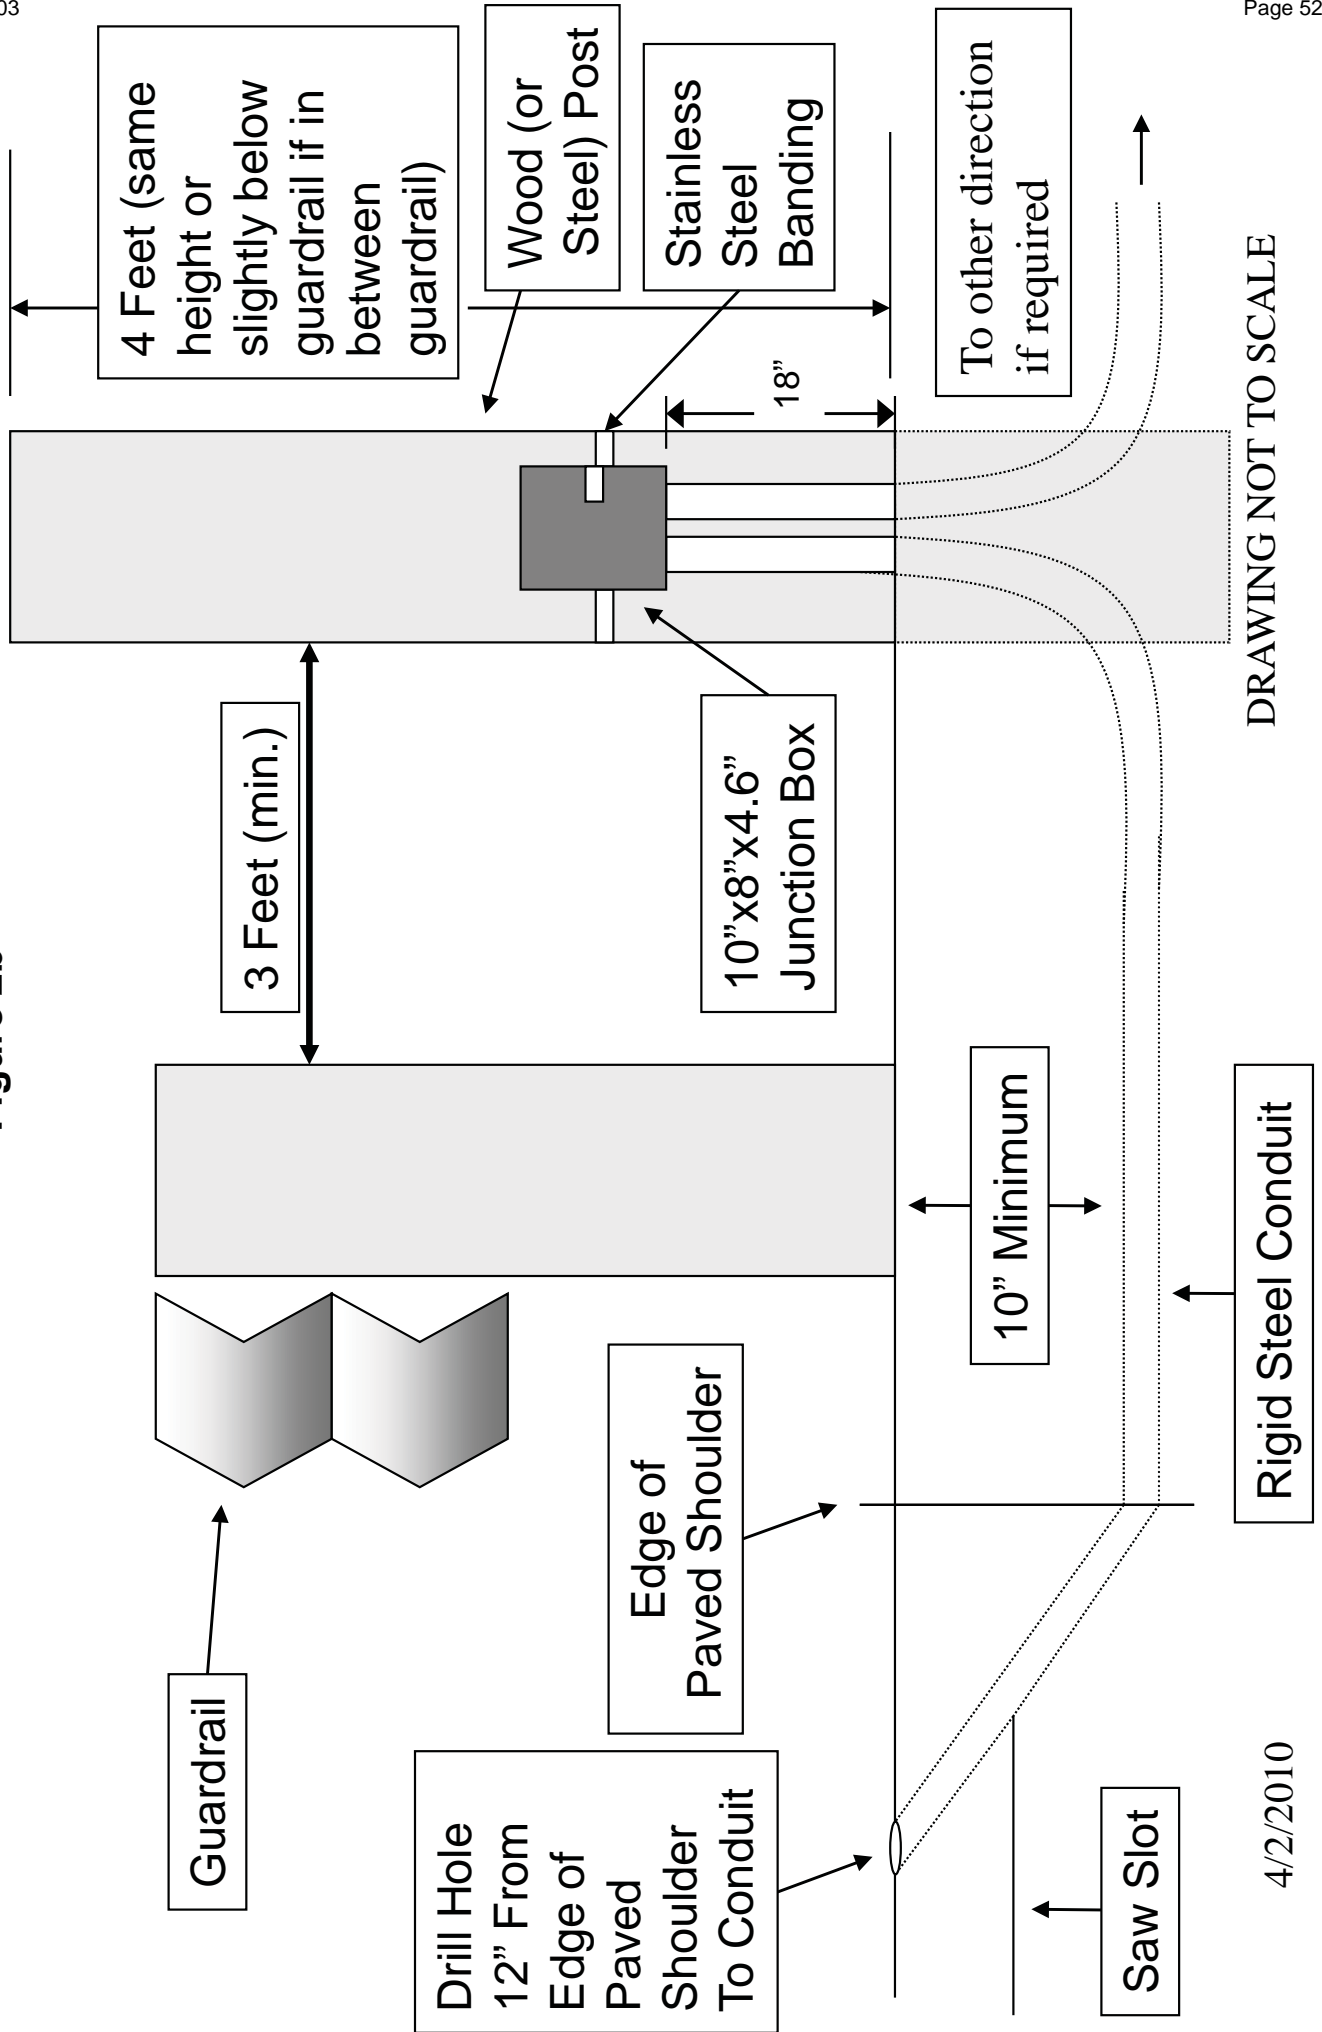 03
Page 52
4 Feet (same
height or
slightly below
guardrail if in
between
guardrail)
Wood (or
Steel) Post
Stainless
Steel
Banding
To other direction
if required
18”
3 Feet (min.)
10”x8”x4.6”
Junction Box
DRAWING NOT TO SCALE
10” Minimum
Rigid Steel Conduit
Edge of
Paved Shoulder
Guardrail
Drill Hole
12” From
Edge of
Paved
Shoulder
To Conduit
Saw Slot
4/2/2010